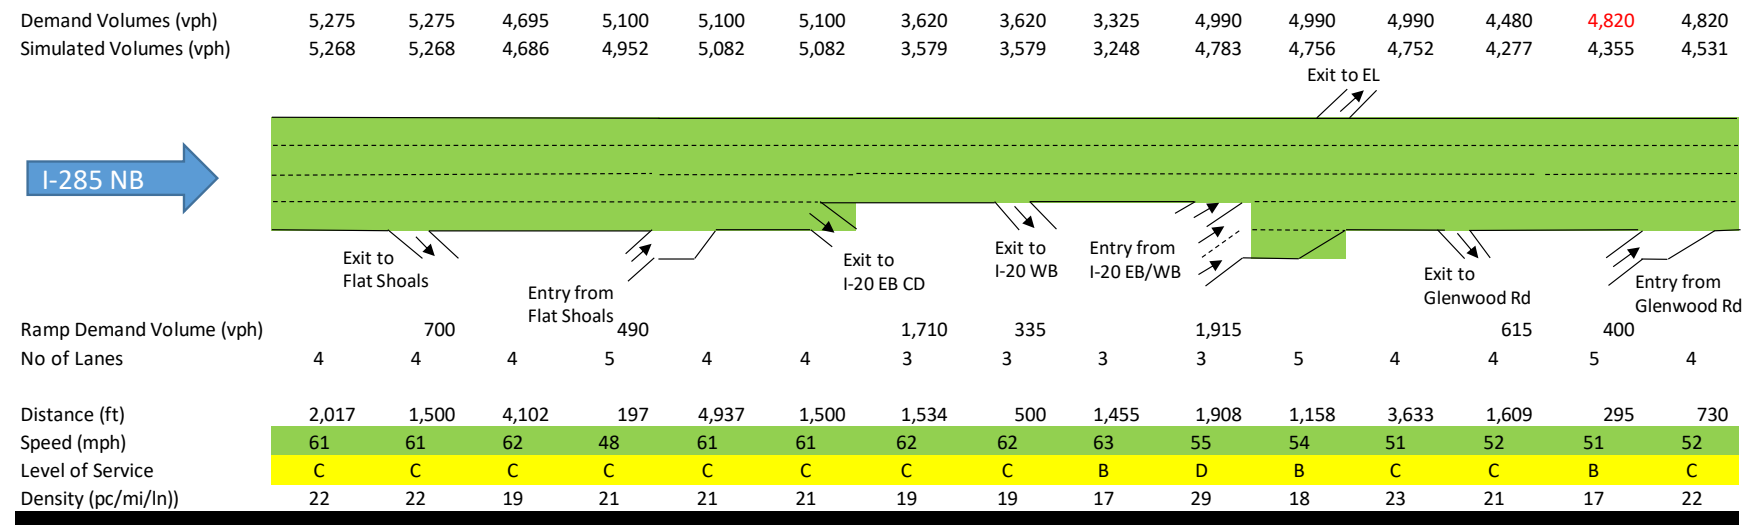 Demand Volumes (vph) 5,275 5,275 4,695 5,100 5,100 5,100 3,620 3,620 3,325 4,990 4,990 4,990 4,480 4,820 4,820
Simulated Volumes (vph) 5,268 5,268 4,686 4,952 5,082 5,082 3,579 3,579 3,248 4,783 4,756 4,752 4,277 4,355 4,531
Exit to EL
I-285 NB
Exit to
Flat Shoals
Entry from
Flat Shoals
Exit to
I-20 EB CD
Exit to
I-20 WB
Entry from
I-20 EB/WB
Exit to
Glenwood Rd
Entry from
Glenwood Rd
Ramp Demand Volume (vph) 700 490 1,710 335 1,915 615 400
No of Lanes 4 4 4 5 4 4 3 3 3 3 5 4 4 5 4
Distance (ft) 2,017 1,500 4,102 197 4,937 1,500 1,534 500 1,455 1,908 1,158 3,633 1,609 295 730
Speed (mph) 61 61 62 48 61 61 62 62 63 55 54 51 52 51 52
Level of Service C C C C C C C C B D B C C B C
Density (pc/mi/ln)) 22 22 19 21 21 21 19 19 17 29 18 23 21 17 22